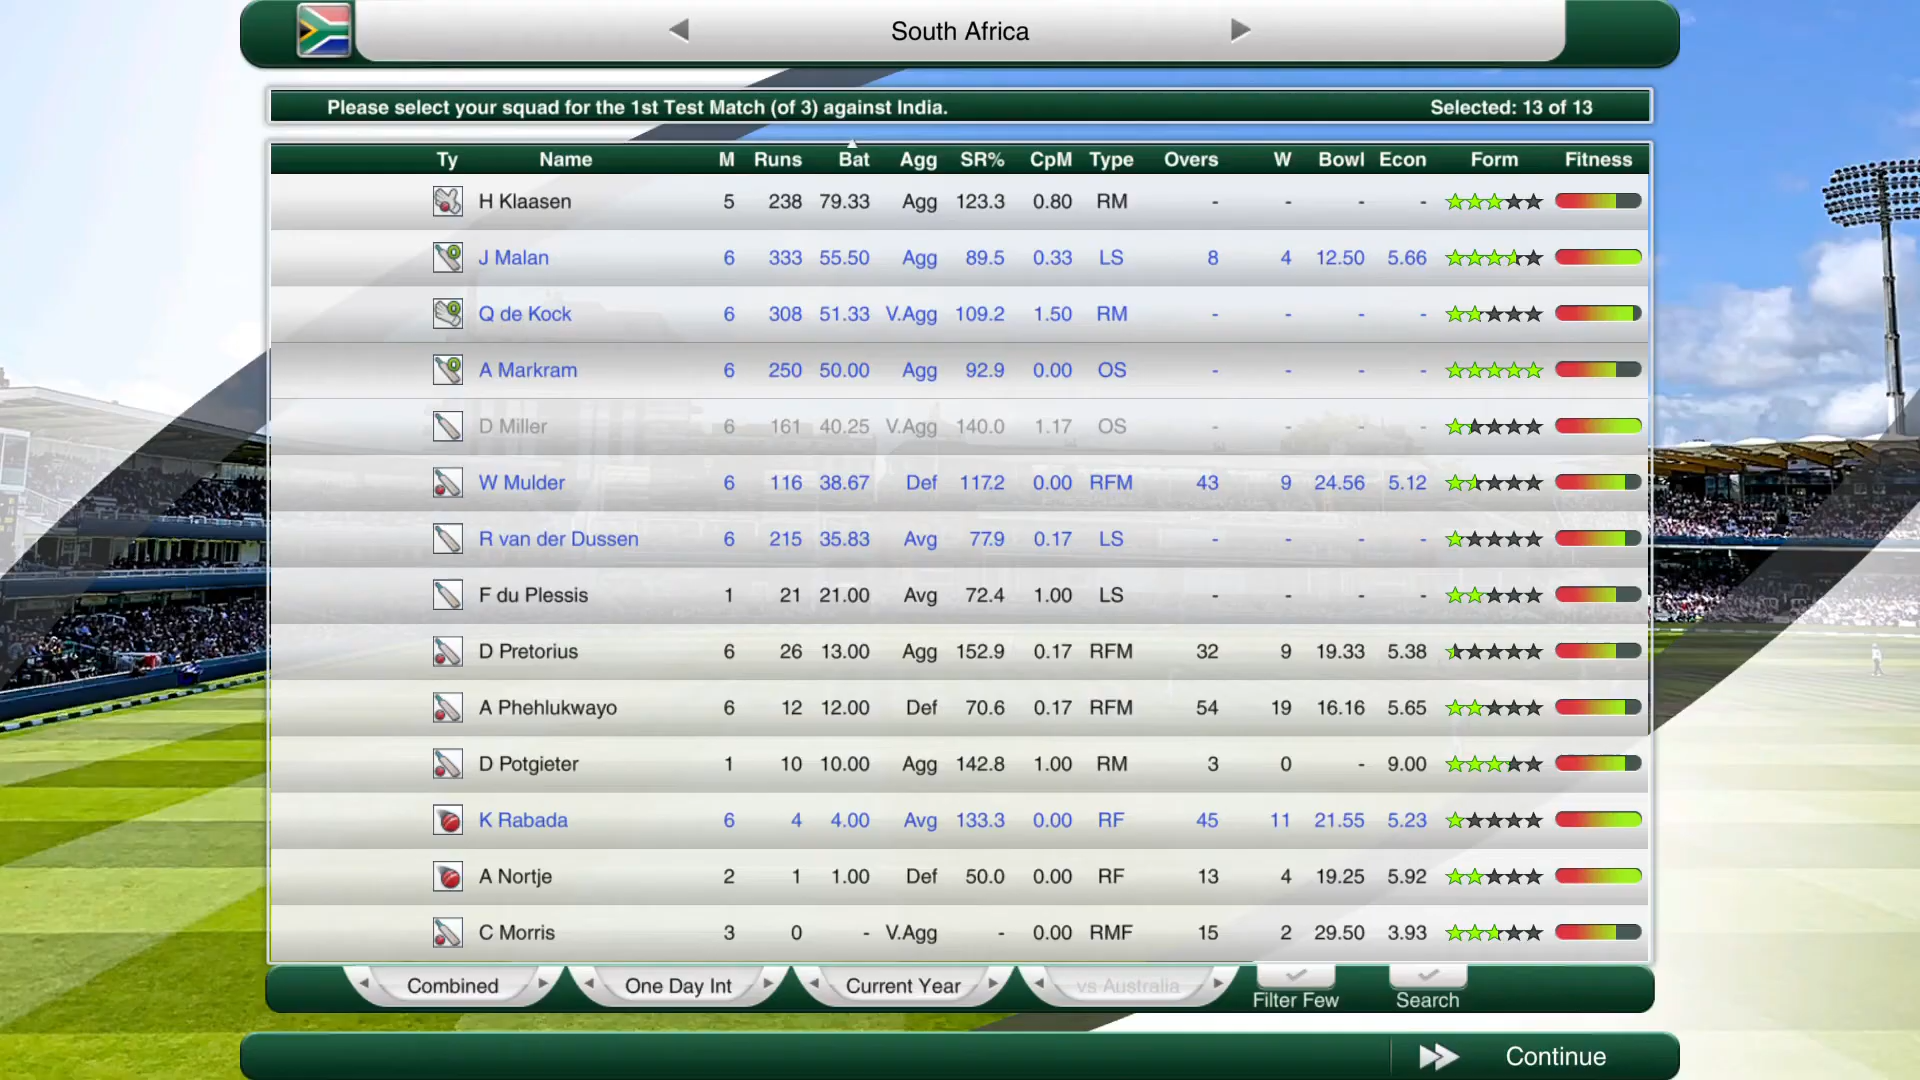 South Africa
Please select your squad for the 1st Test Match (of 3) against India. Selected: 13 of 13
Ty Name M Runs Bat Agg SR% CpM Type Overs W Bowl Econ Form Fitness
H Klaasen 5 238 79.33 Agg 123.3 0.80 RM - - - -
J Malan 6 333 55.50 Agg 89.5 0.33 LS 8 4 12.50 5.66
Q de Kock 6 308 51.33 V.Agg 109.2 1.50 RM - - - -
A Markram 6 250 50.00 Agg 92.9 0.00 OS - - - -
D Miller 6 161 40.25 V.Agg 140.0 1.17 OS - - - -
W Mulder 6 116 38.67 Def 117.2 0.00 RFM 43 9 24.56 5.12
R van der Dussen 6 215 35.83 Avg 77.9 0.17 LS - - - -
F du Plessis 1 21 21.00 Avg 72.4 1.00 LS - - - -
D Pretorius 6 26 13.00 Agg 152.9 0.17 RFM 32 9 19.33 5.38
A Phehlukwayo 6 12 12.00 Def 70.6 0.17 RFM 54 19 16.16 5.65
D Potgieter 1 10 10.00 Agg 142.8 1.00 RM 3 0 - 9.00
K Rabada 6 4 4.00 Avg 133.3 0.00 RF 45 11 21.55 5.23
A Nortje 2 1 1.00 Def 50.0 0.00 RF 13 4 19.25 5.92
C Morris 3 0 - V.Agg - 0.00 RMF 15 2 29.50 3.93
Combined One Day Int Current Year vs Australia Filter Few Search
Continue